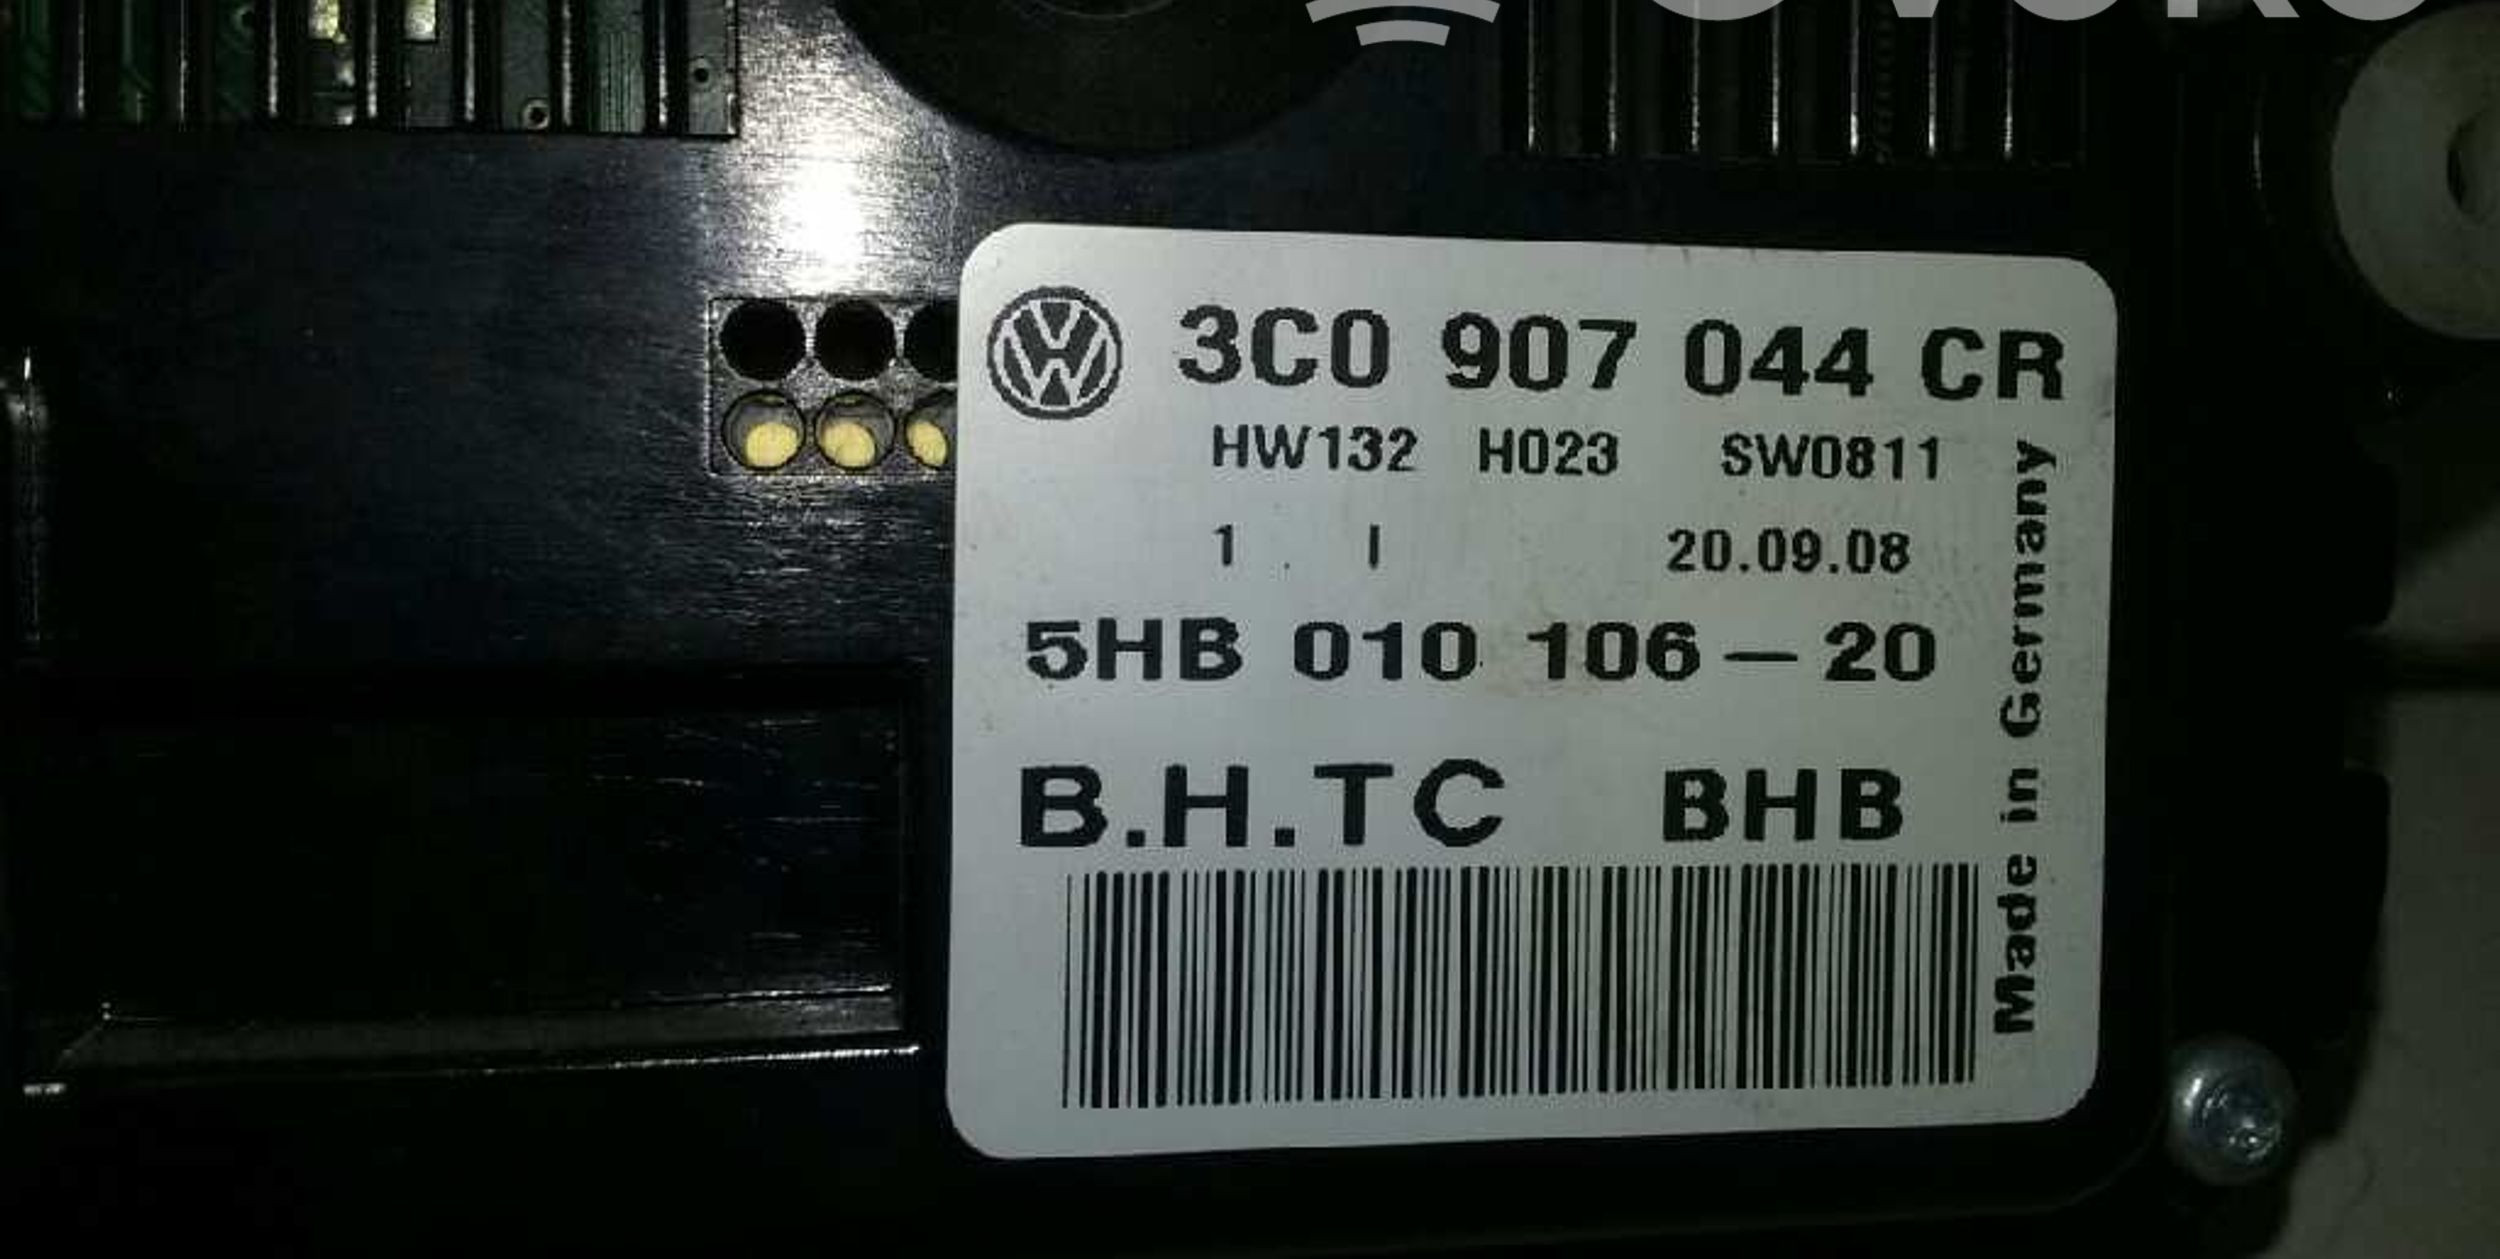 3C0 907 044 CR
HW132 H023 SW0811
1 I 20.09.08
5HB 010 106-20
B.H.TC BHB
Made in Germany